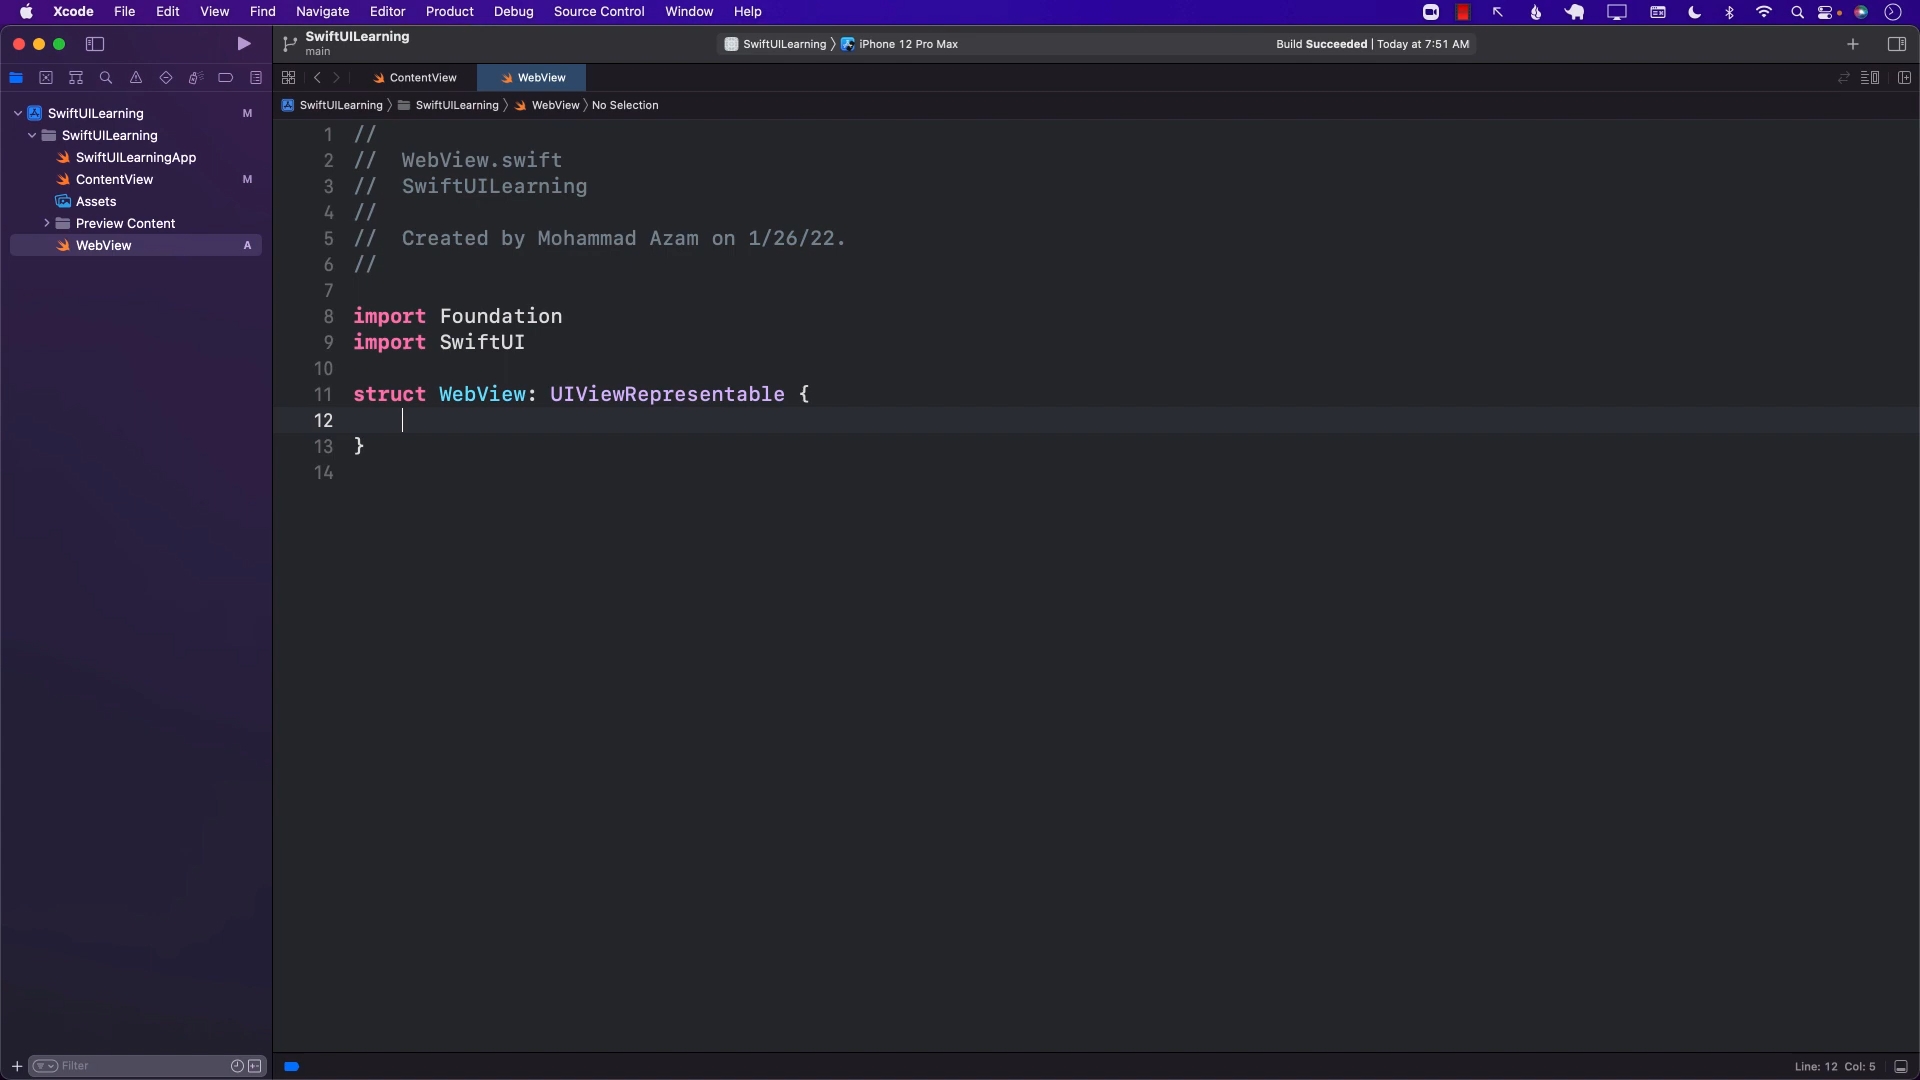 Xcode File Edit View Find Navigate Editor Product Debug Source Control Window Help
SwiftUILearning
main
SwiftUILearning 〉 iPhone 12 Pro Max
Build Succeeded | Today at 7:51 AM
ContentView
WebView
SwiftUILearning 〉 SwiftUILearning 〉 WebView 〉 No Selection
SwiftUILearning M
SwiftUILearning
SwiftUILearningApp
ContentView M
Assets
Preview Content
WebView A
1 //
2 //  WebView.swift
3 //  SwiftUILearning
4 //
5 //  Created by Mohammad Azam on 1/26/22.
6 //
7
8 import Foundation
9 import SwiftUI
10
11 struct WebView: UIViewRepresentable {
12
13 }
14
Filter
Line: 12 Col: 5